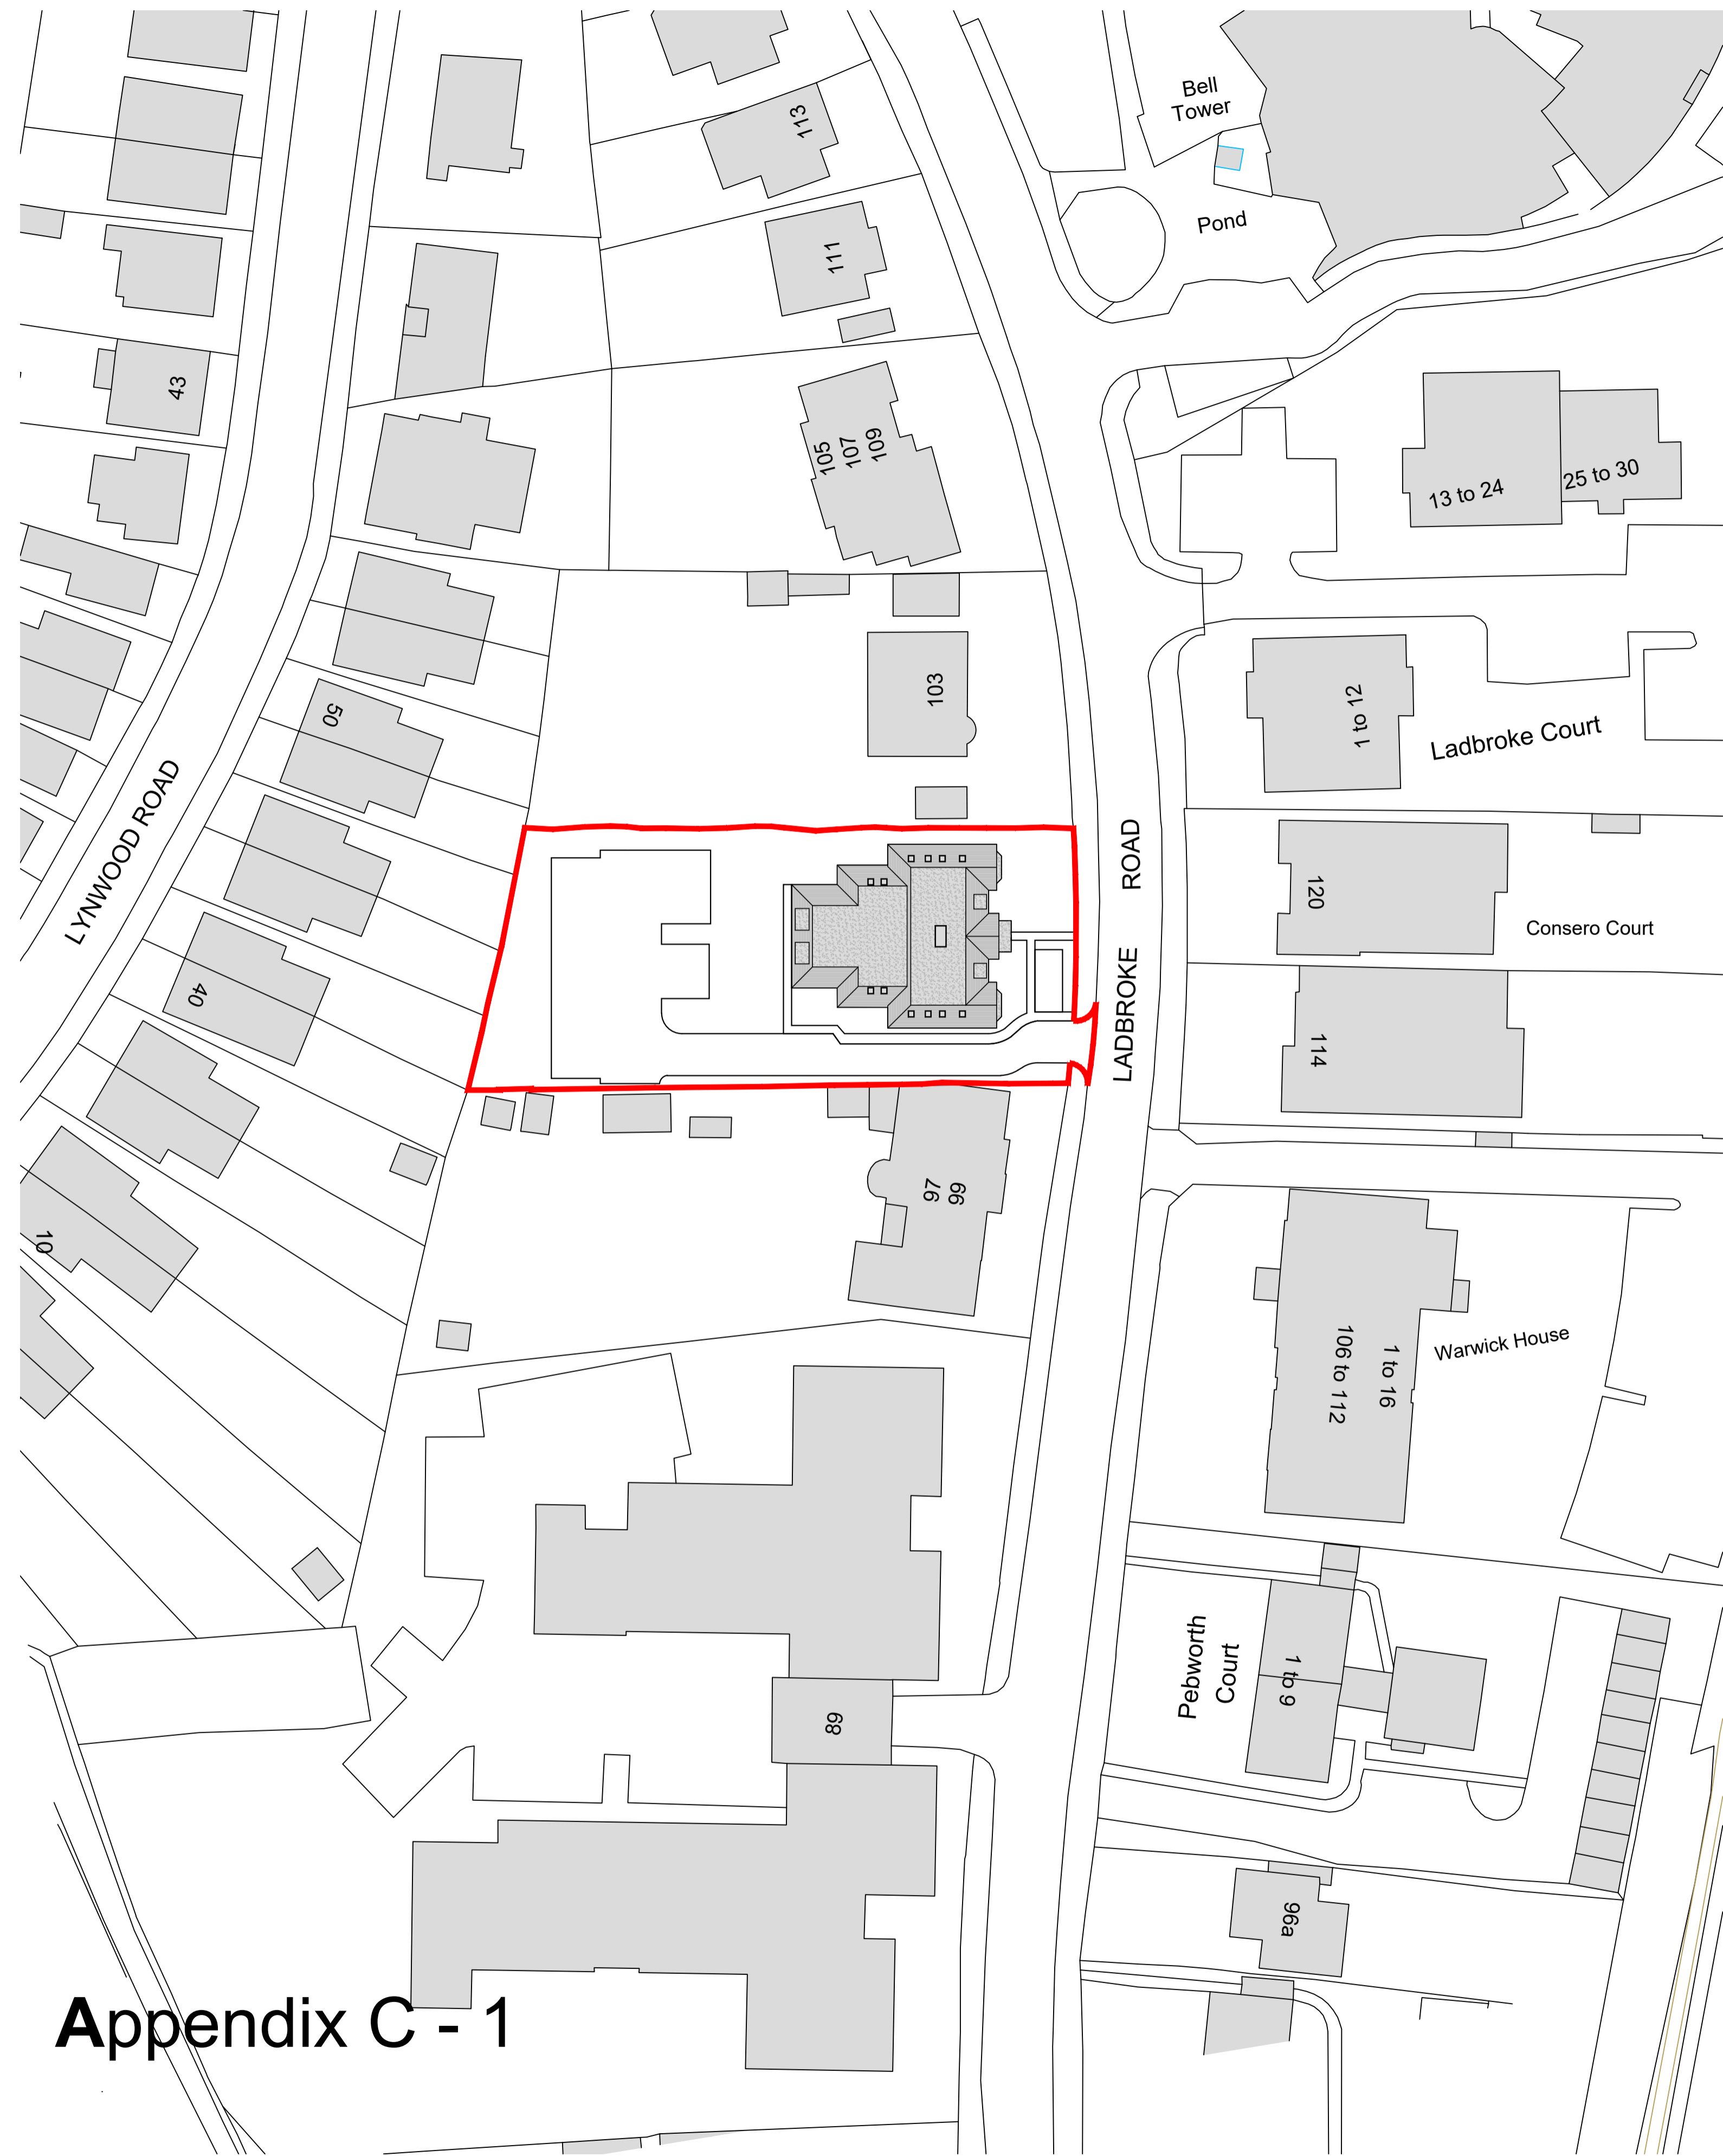 Bell
Tower
113
Pond
111
43
105
107
109
13 to 24
25 to 30
103
50
1 to 12
Ladbroke Court
LYNWOOD ROAD
LADBROKE ROAD
120
Consero Court
40
114
97
99
10
106 to 112
1 to 16
Warwick House
Pebworth
Court
1 to 9
89
96a
Appendix C - 1